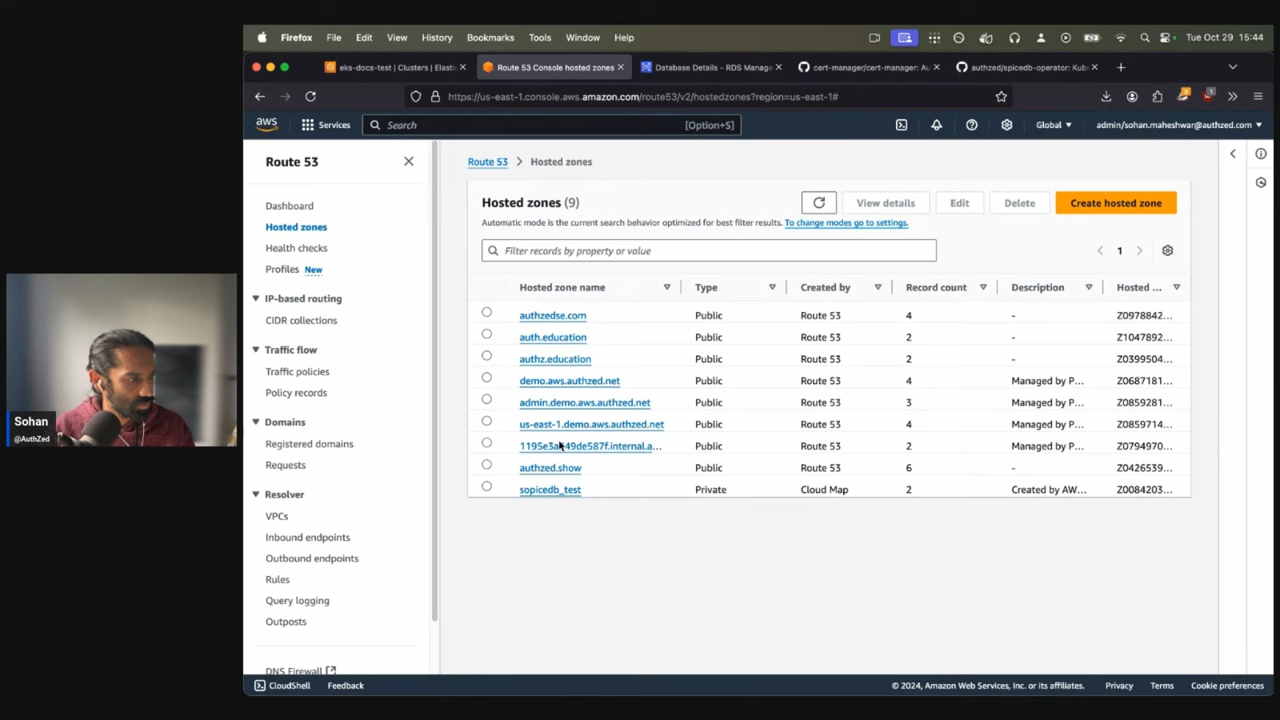 Firefox File Edit View History Bookmarks Tools Window Help Tue Oct 29 15:44
eks-docs-test | Clusters | Elasti Route 53 Console hosted zones Database Details - RDS Manag cert-manager/cert-manager: Au authzed/spicedb-operator: Kub
https://us-east-1.console.aws.amazon.com/route53/v2/hostedzones?region=us-east-1#
aws Services Search [Option+S] Global admin/sohan.maheshwar@authzed.com
Route 53
Dashboard
Hosted zones
Health checks
Profiles New
IP-based routing
CIDR collections
Traffic flow
Traffic policies
Policy records
Domains
Registered domains
Requests
Resolver
VPCs
Inbound endpoints
Outbound endpoints
Rules
Query logging
Outposts
DNS Firewall
Route 53 > Hosted zones
Hosted zones (9) View details Edit Delete Create hosted zone
Automatic mode is the current search behavior optimized for best filter results. To change modes go to settings.
Filter records by property or value 1
Hosted zone name Type Created by Record count Description Hosted ...
authzedse.com Public Route 53 4 - Z0978842...
auth.education Public Route 53 2 - Z1047892...
authz.education Public Route 53 2 - Z0399504...
demo.aws.authzed.net Public Route 53 4 Managed by P... Z0687181...
admin.demo.aws.authzed.net Public Route 53 3 Managed by P... Z0859281...
us-east-1.demo.aws.authzed.net Public Route 53 4 Managed by P... Z0859714...
Public Route 53 2 Managed by P... Z0794970...
authzed.show Public Route 53 6 - Z0426539...
sopicedb_test Private Cloud Map 2 Created by AW... Z0084203...
Sohan
@AuthZed
CloudShell Feedback © 2024, Amazon Web Services, Inc. or its affiliates. Privacy Terms Cookie preferences